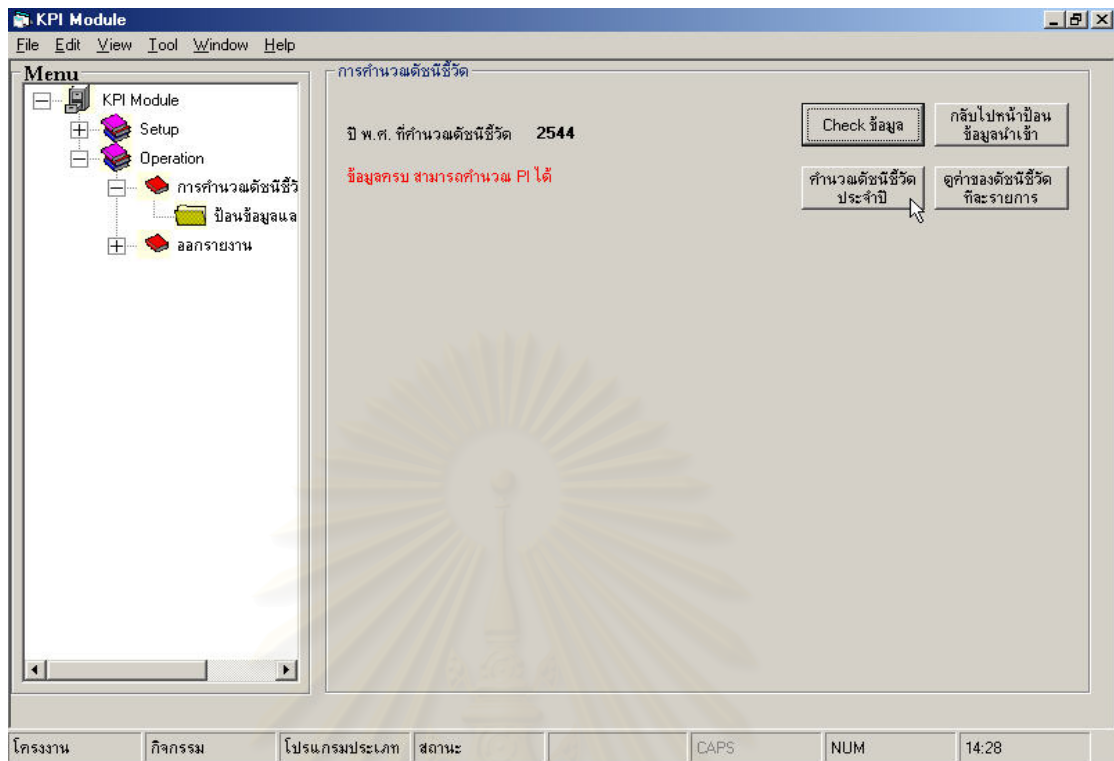 KPI Module
File Edit View Tool Window Help
Menu
KPI Module
Setup
Operation
การคำนวณดัชนีชี้วั
ป้อนข้อมูลแล
ออกรายงาน
การคำนวณดัชนีชี้วัด
ปี พ.ศ. ที่คำนวณดัชนีชี้วัด 2544
ข้อมูลครบ สามารถคำนวณ PI ได้
Check ข้อมูล
กลับไปหน้าป้อน
ข้อมูลนำเข้า
คำนวณดัชนีชี้วัด
ประจำปี
ดูค่าของดัชนีชี้วัด
ทีละรายการ
โครงงาน กิจกรรม โปรแกรมประเภท สถานะ CAPS NUM 14:28